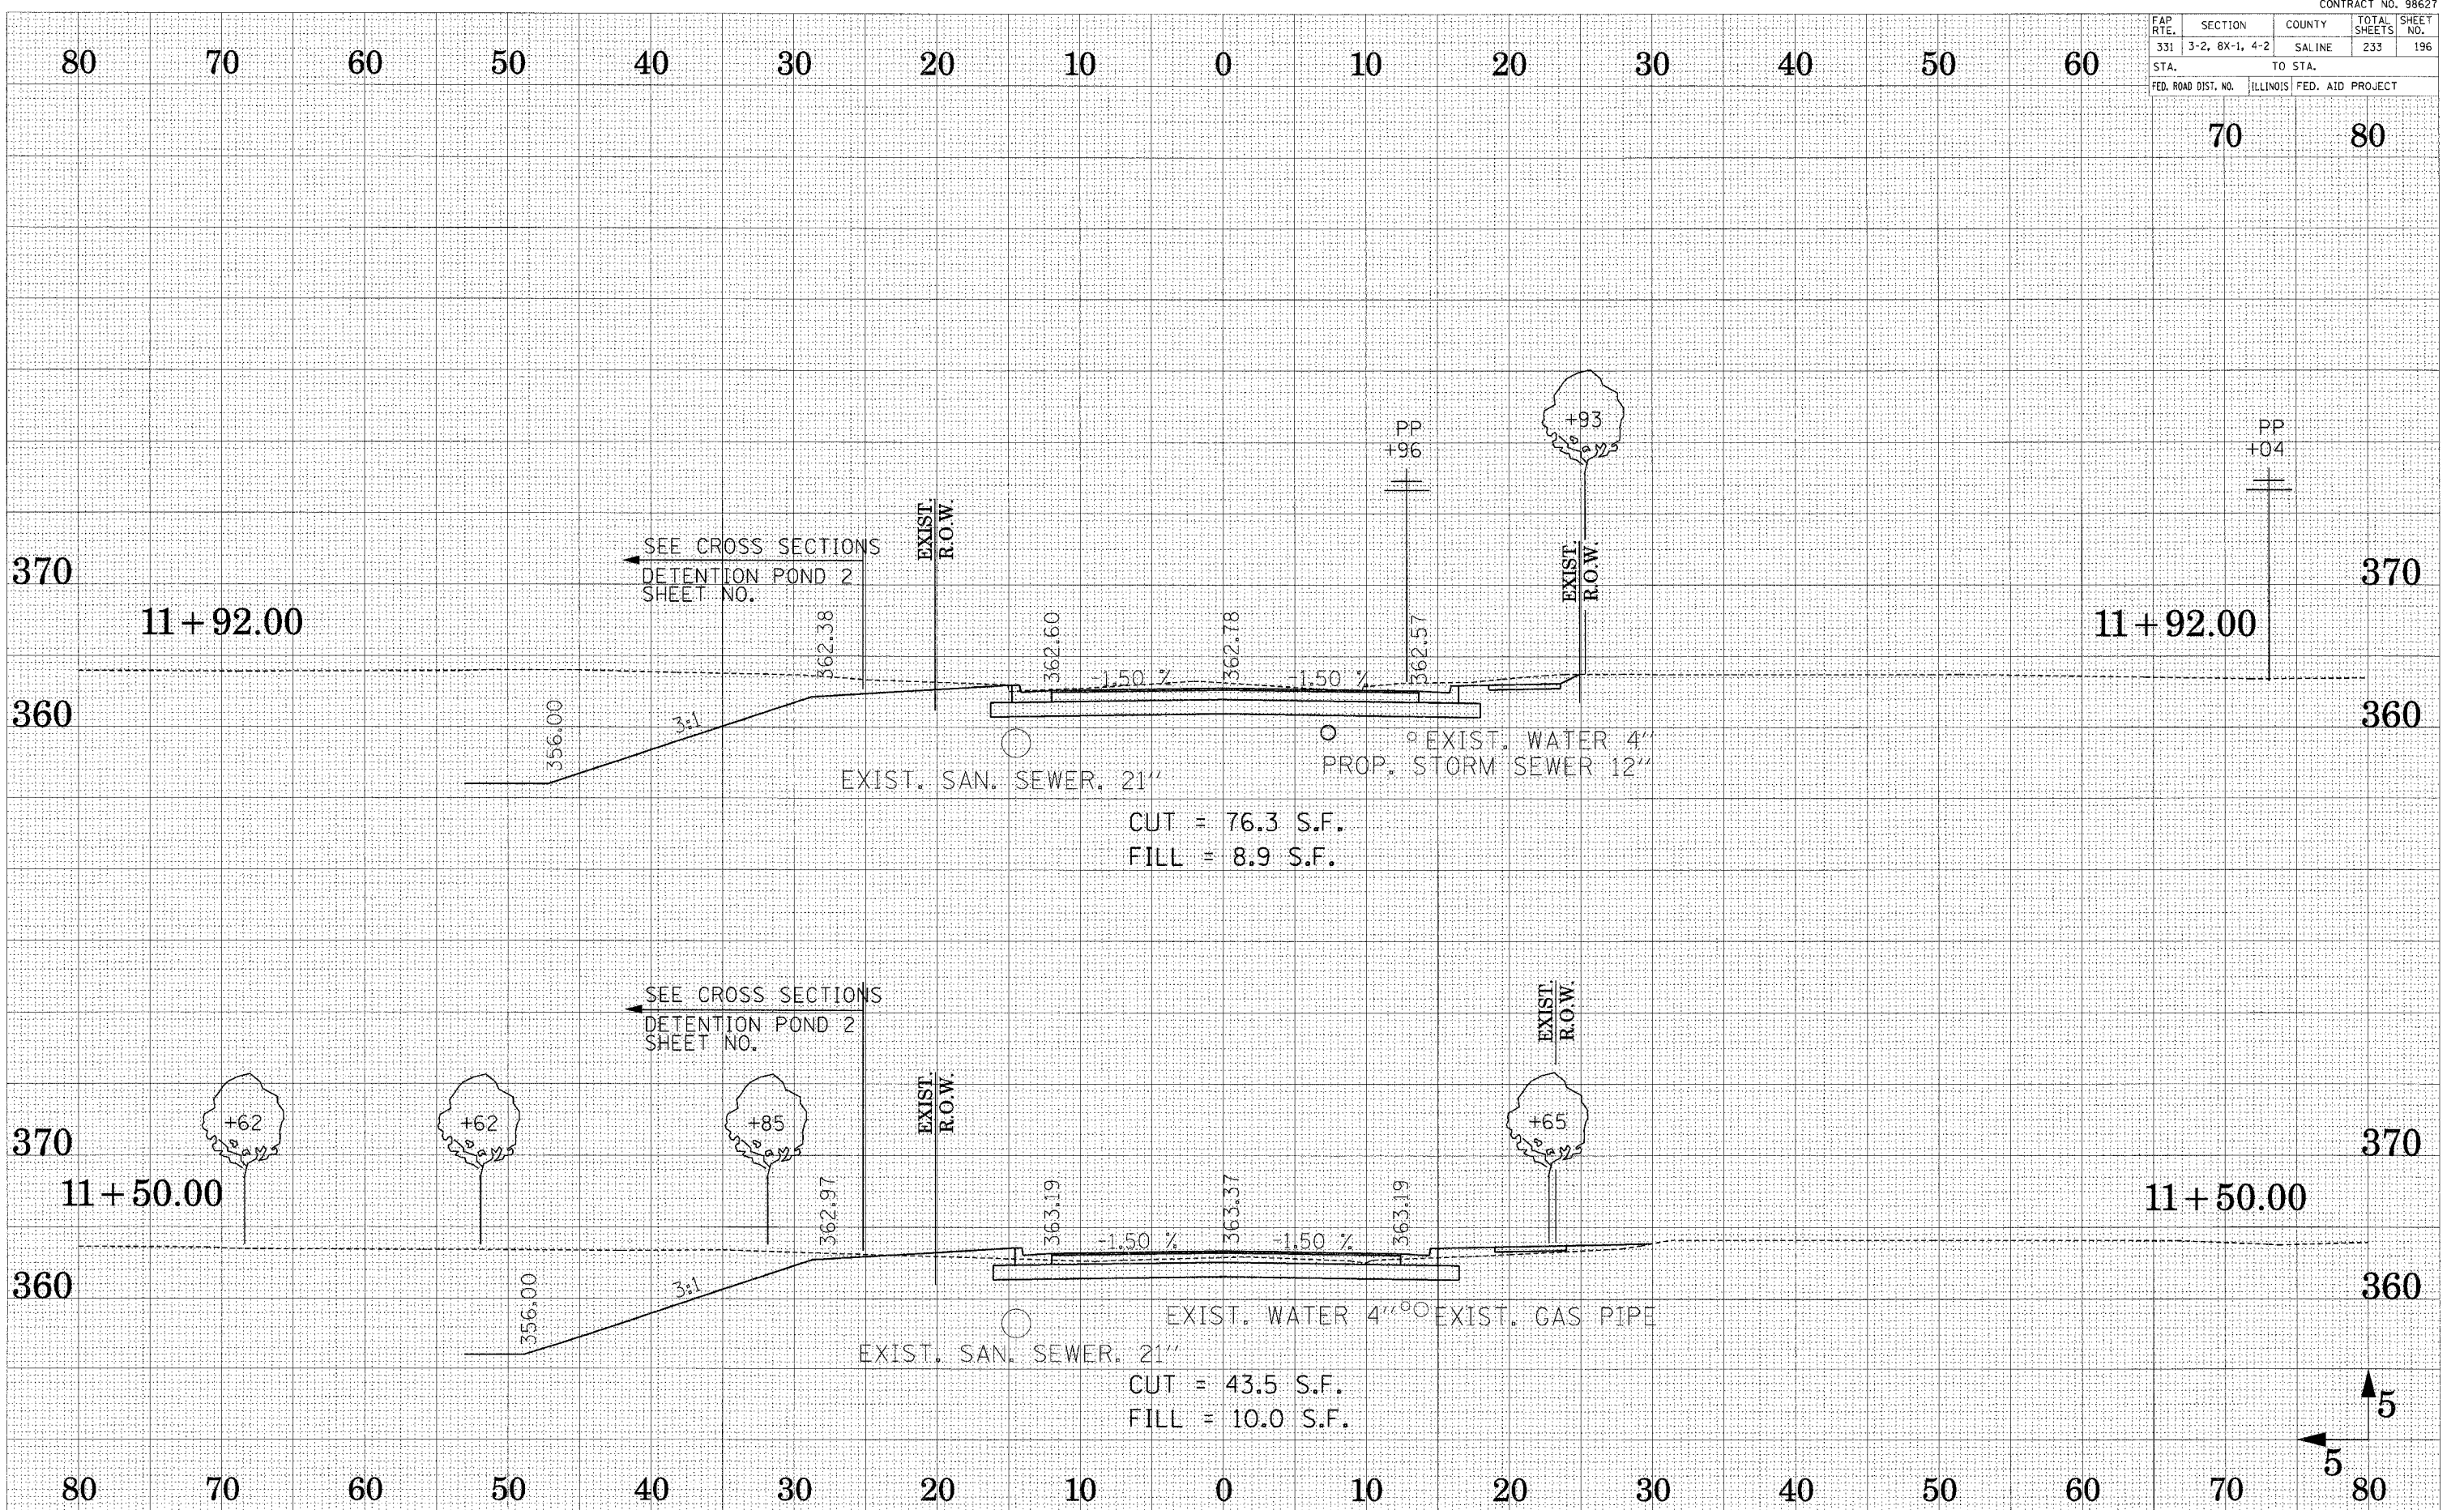 CONTRACT NO. 98627
FAP RTE. SECTION COUNTY TOTAL SHEETS SHEET NO.
331 3-2, 8X-1, 4-2 SALINE 233 196
STA. TO STA.
FED. ROAD DIST. NO. ILLINOIS FED. AID PROJECT
80 70 60 50 40 30 20 10 0 10 20 30 40 50 60
70 80
+93
PP
+96
PP
+04
EXIST.
R.O.W.
SEE CROSS SECTIONS
DETENTION POND 2
SHEET NO.
EXIST.
R.O.W.
370 370
11+92.00 11+92.00
362.38 362.60 362.78 362.57
-1.50 % -1.50 %
360 360
356.00
3:1
EXIST. WATER 4"
PROP. STORM SEWER 12"
EXIST. SAN. SEWER. 21"
CUT = 76.3 S.F.
FILL = 8.9 S.F.
SEE CROSS SECTIONS
DETENTION POND 2
SHEET NO.
EXIST.
R.O.W.
EXIST.
R.O.W.
+62 +62 +85 +65
370 370
11+50.00 11+50.00
362.97 363.19 363.37 363.19
-1.50 % -1.50 %
360 360
356.00
3:1
EXIST. WATER 4" EXIST. GAS PIPE
EXIST. SAN. SEWER. 21"
CUT = 43.5 S.F.
FILL = 10.0 S.F.
5
5
80 70 60 50 40 30 20 10 0 10 20 30 40 50 60 70 80